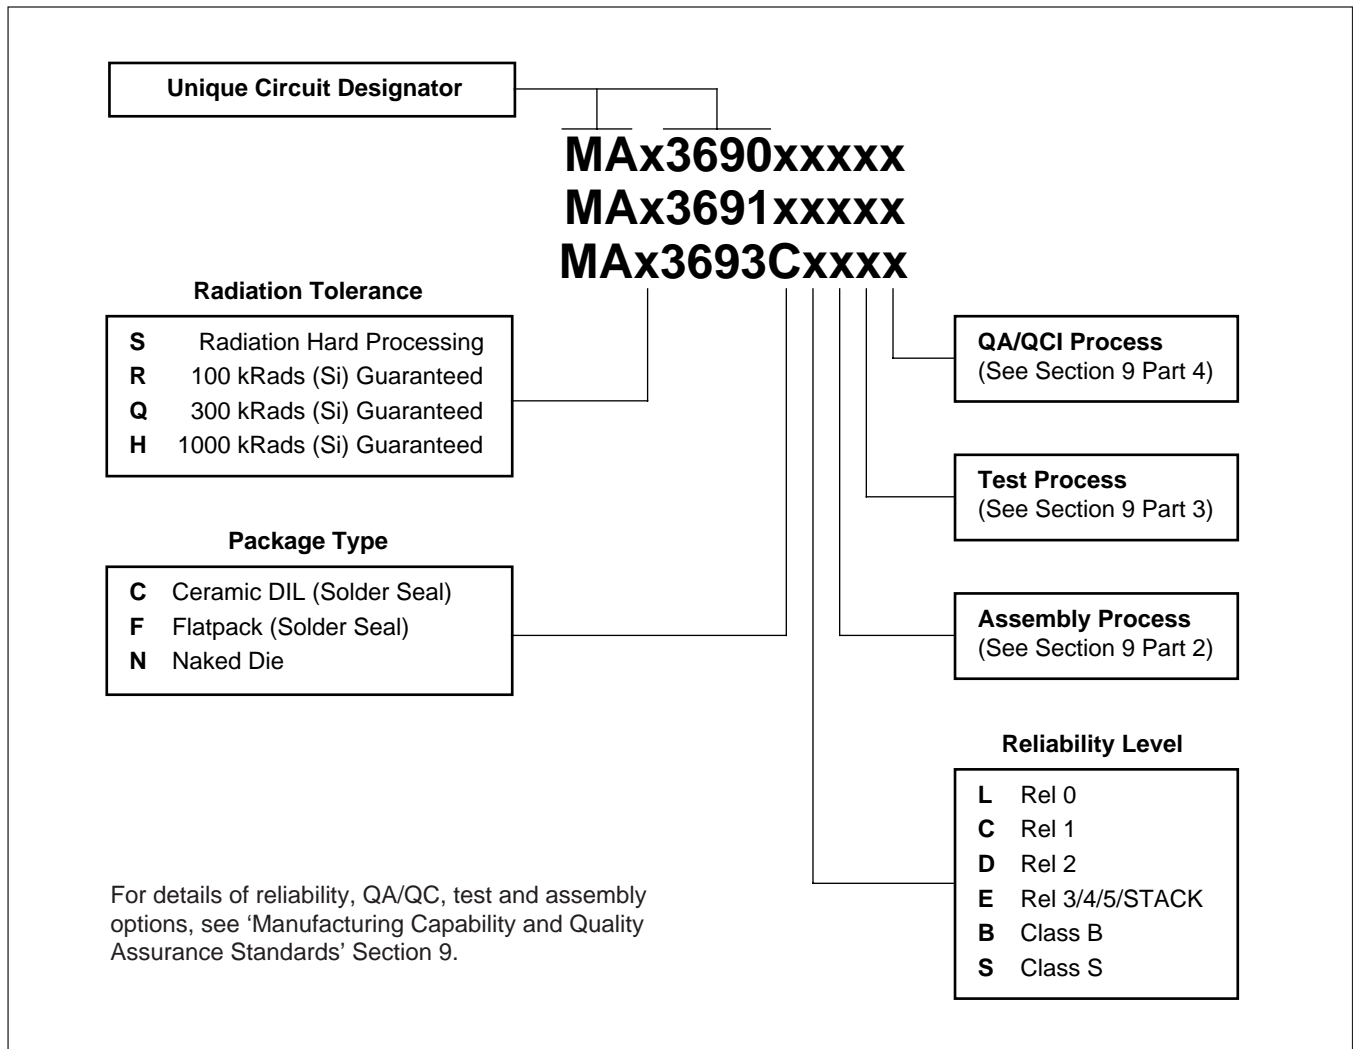 Unique Circuit Designator
MAx3690xxxxx
MAx3691xxxxx
MAx3693Cxxxx
Radiation Tolerance
S Radiation Hard Processing
R 100 kRads (Si) Guaranteed
Q 300 kRads (Si) Guaranteed
H 1000 kRads (Si) Guaranteed
Package Type
C Ceramic DIL (Solder Seal)
F Flatpack (Solder Seal)
N Naked Die
QA/QCI Process
(See Section 9 Part 4)
Test Process
(See Section 9 Part 3)
Assembly Process
(See Section 9 Part 2)
Reliability Level
L Rel 0
C Rel 1
D Rel 2
E Rel 3/4/5/STACK
B Class B
S Class S
For details of reliability, QA/QC, test and assembly
options, see ‘Manufacturing Capability and Quality
Assurance Standards’ Section 9.